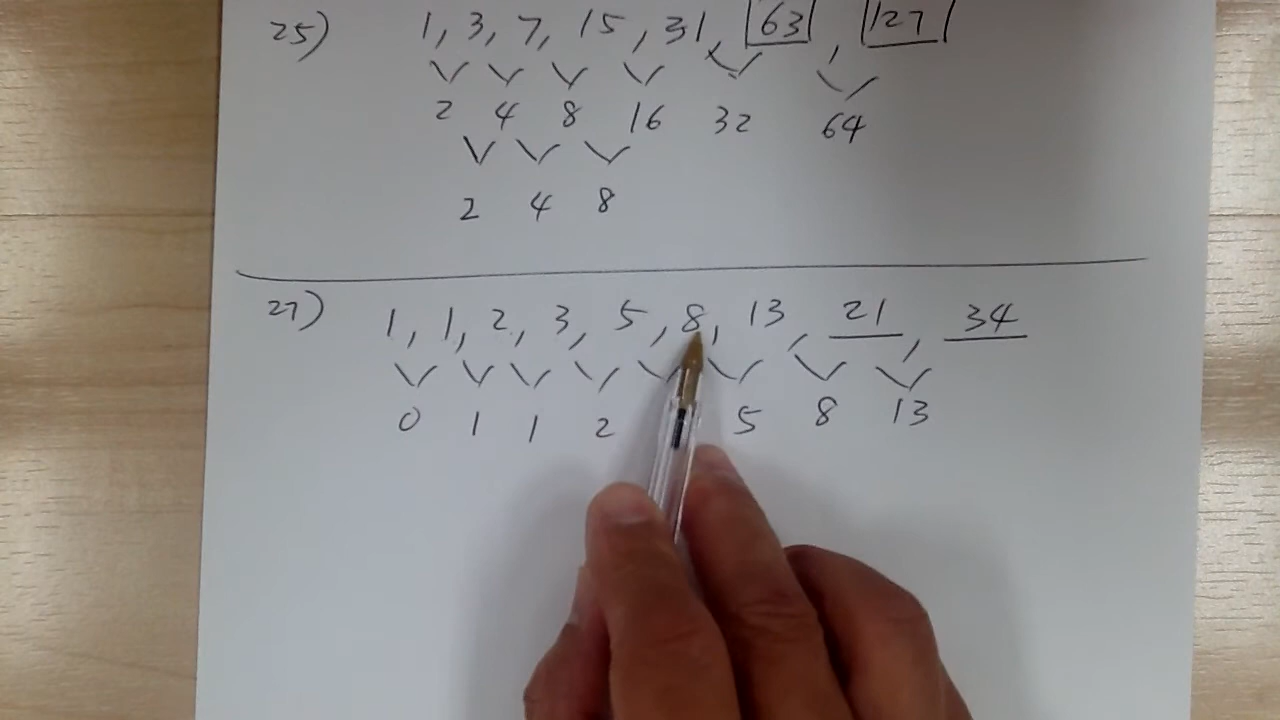 25) 1, 3, 7, 15, 31, 63, 127
2 4 8 16 32 64
2 4 8
27) 1, 1, 2, 3, 5, 8, 13, 21, 34
0 1 1 2 5 8 13